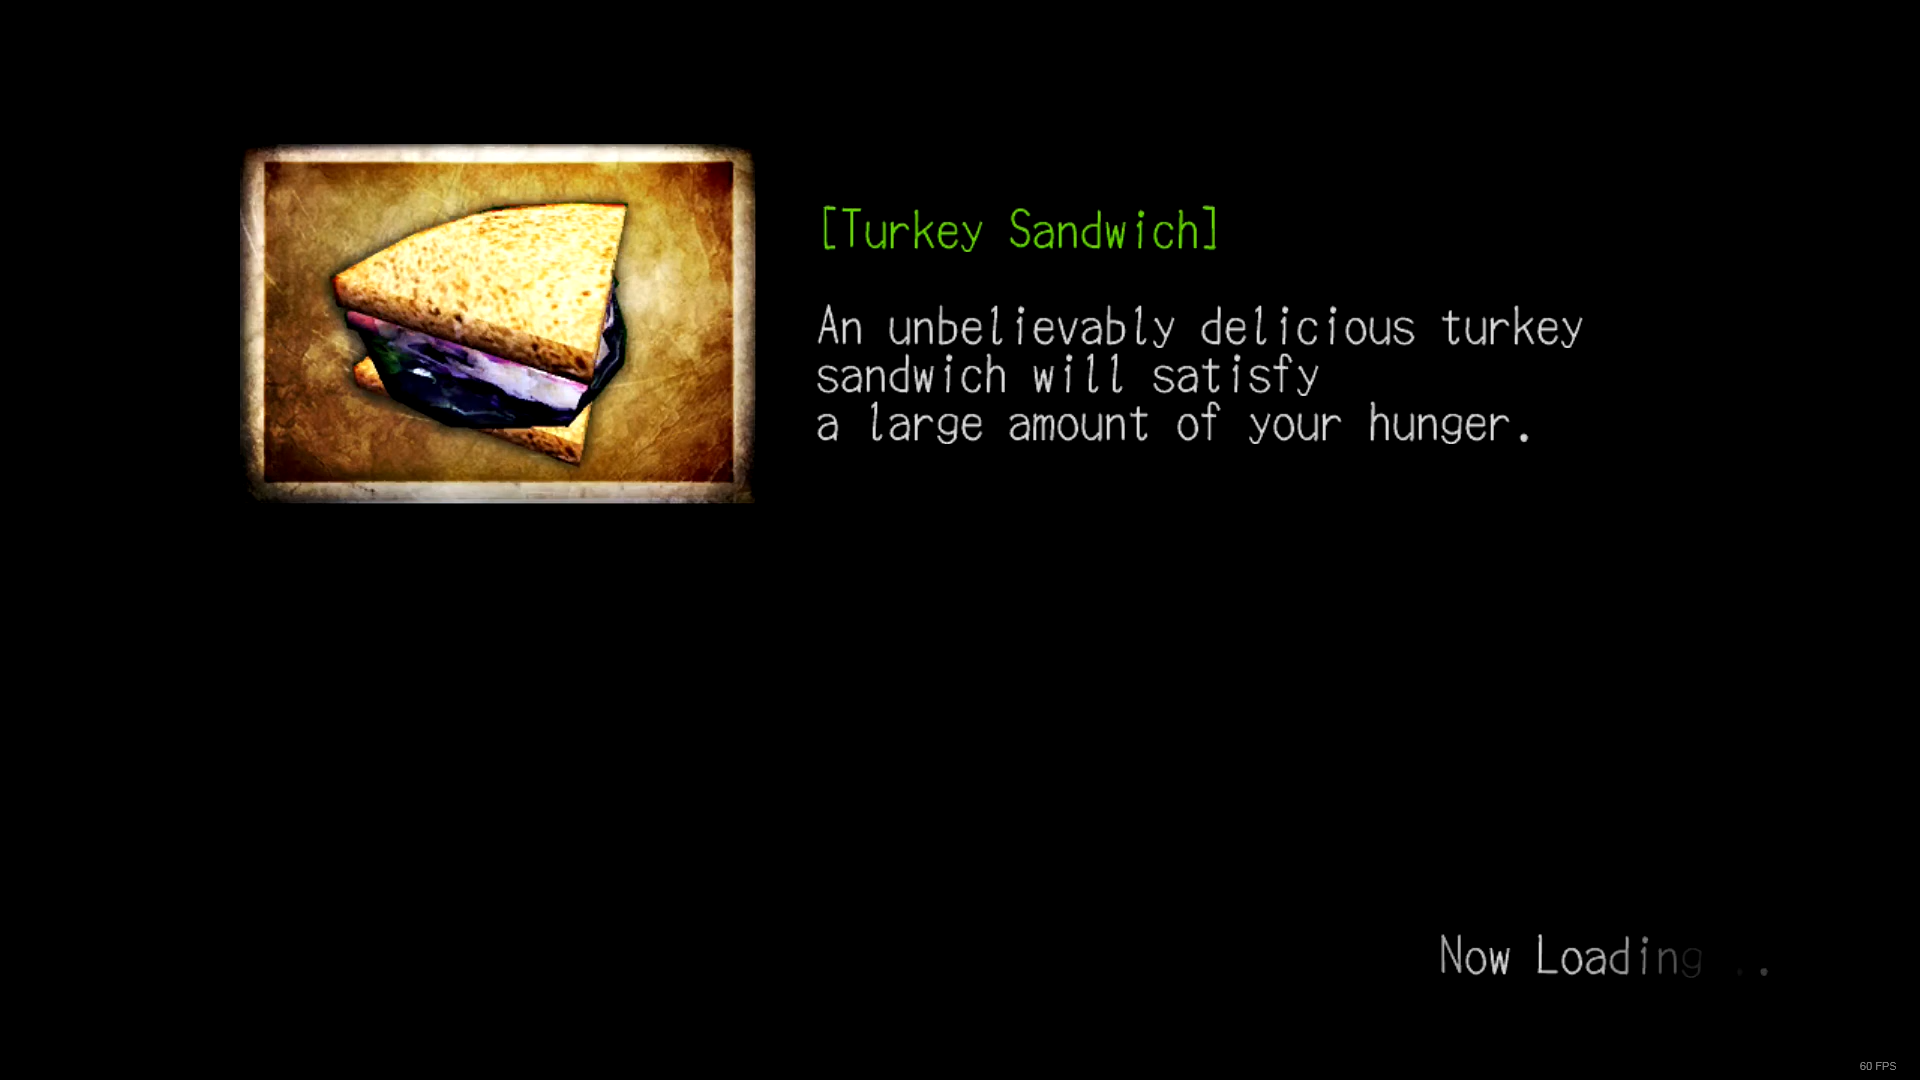 [Turkey Sandwich]
An unbelievably delicious turkey
sandwich will satisfy
a large amount of your hunger.
Now Loading ..
60 FPS